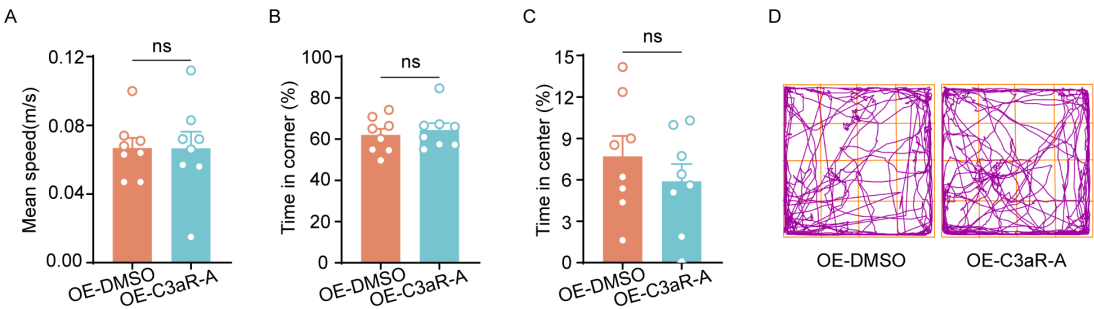 A
Mean speed(m/s)
0.12
0.08
0.04
0.00
ns
OE-DMSO
OE-C3aR-A
B
Time in corner (%)
100
80
60
40
20
0
ns
OE-DMSO
OE-C3aR-A
C
Time in center (%)
15
12
9
6
3
0
ns
OE-DMSO
OE-C3aR-A
D
OE-DMSO
OE-C3aR-A